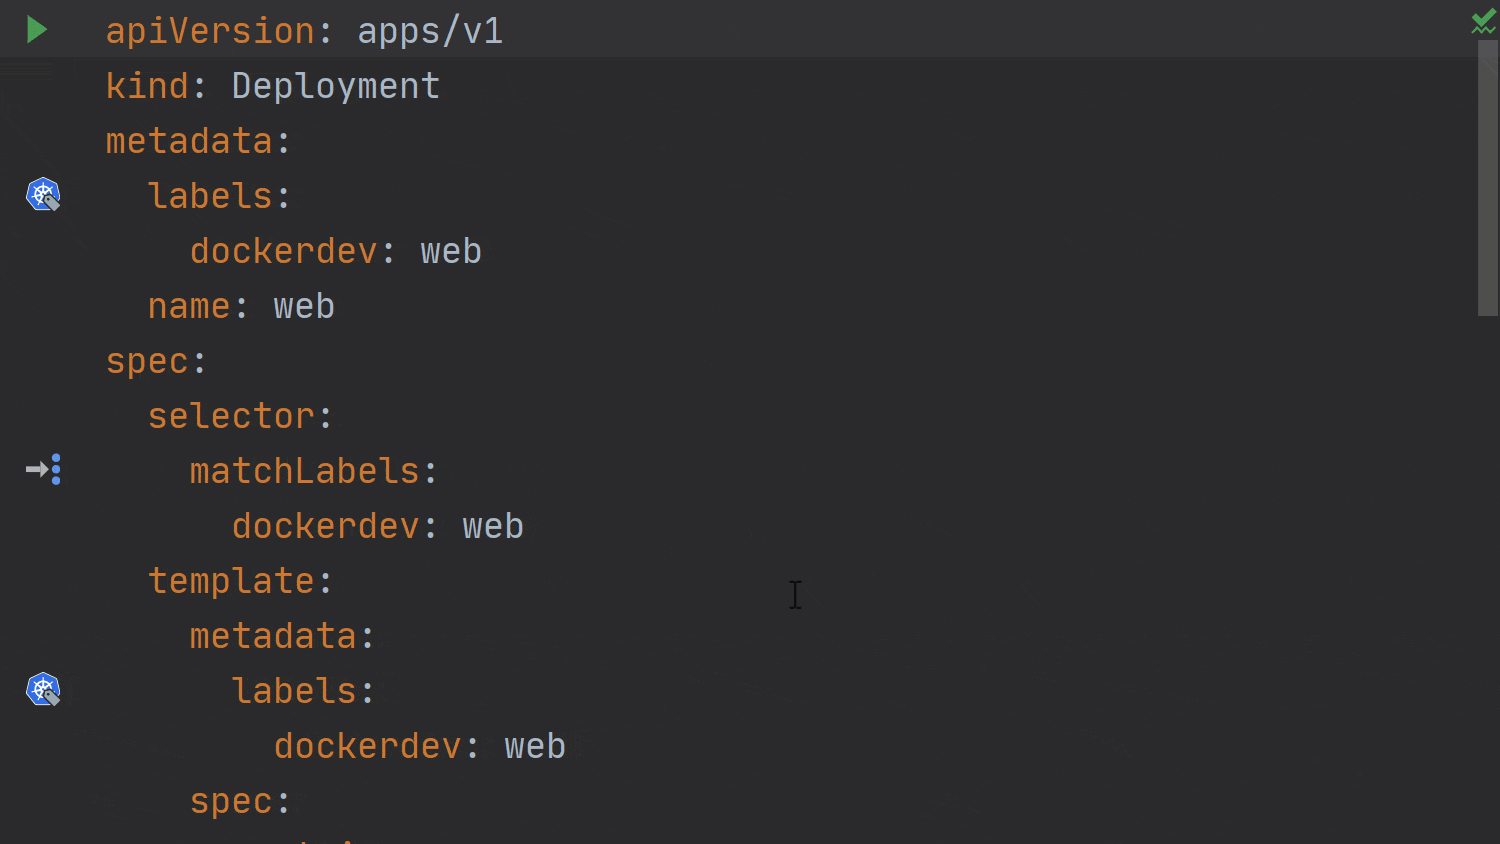 apiVersion: apps/v1
kind: Deployment
metadata:
  labels:
    dockerdev: web
  name: web
spec:
  selector:
    matchLabels:
      dockerdev: web
  template:
    metadata:
      labels:
        dockerdev: web
    spec: